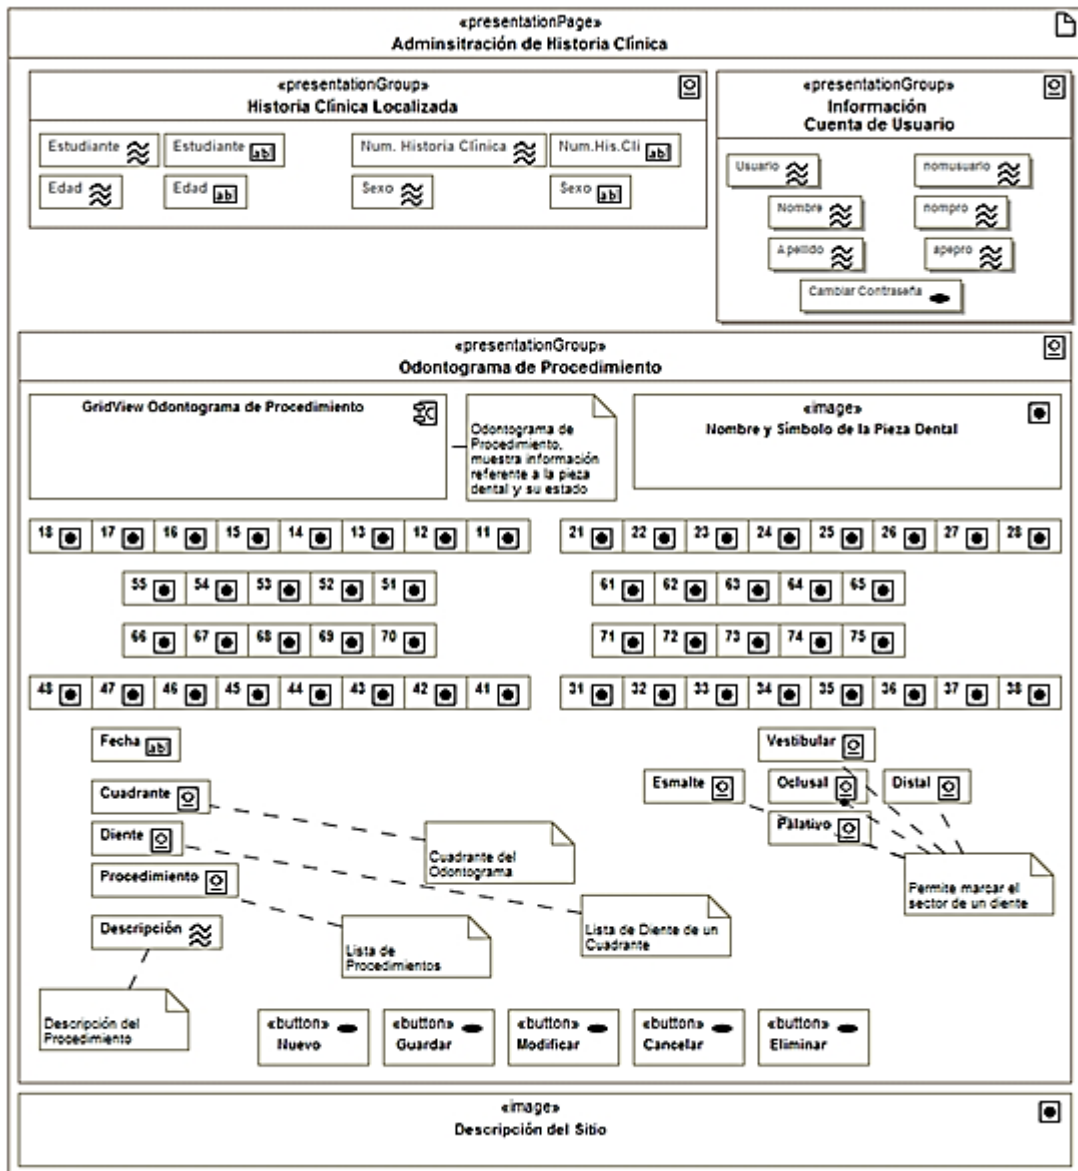 «presentationPage»
Adminsitración de Historia Clínica
«presentationGroup»
Historia Clínica Localizada
Estudiante Estudiante Num. Historia Clínica Num.His.Cli
Edad Edad Sexo Sexo
«presentationGroup»
Información
Cuenta de Usuario
Usuario nomusuario
Nombre nompro
Apellido apepro
Cambiar Contraseña
«presentationGroup»
Odontograma de Procedimiento
GridView Odontograma de Procedimiento
Odontograma de
Procedimiento,
muestra información
referente a la pieza
dental y su estado
«image»
Nombre y Símbolo de la Pieza Dental
18 17 16 15 14 13 12 11 21 22 23 24 25 26 27 28
55 54 53 52 51 61 62 63 64 65
66 67 68 69 70 71 72 73 74 75
48 47 46 45 44 43 42 41 31 32 33 34 35 36 37 38
Fecha
Cuadrante
Diente
Procedimiento
Descripción
Vestibular
Esmalte Oclusal Distal
Palativo
Cuadrante del
Odontograma
Permite marcar el
sector de un diente
Lista de Diente de un
Cuadrante
Lista de
Procedimientos
Descripción del
Procedimiento
«button» «button» «button» «button» «button»
Nuevo Guardar Modificar Cancelar Eliminar
«image»
Descripción del Sitio